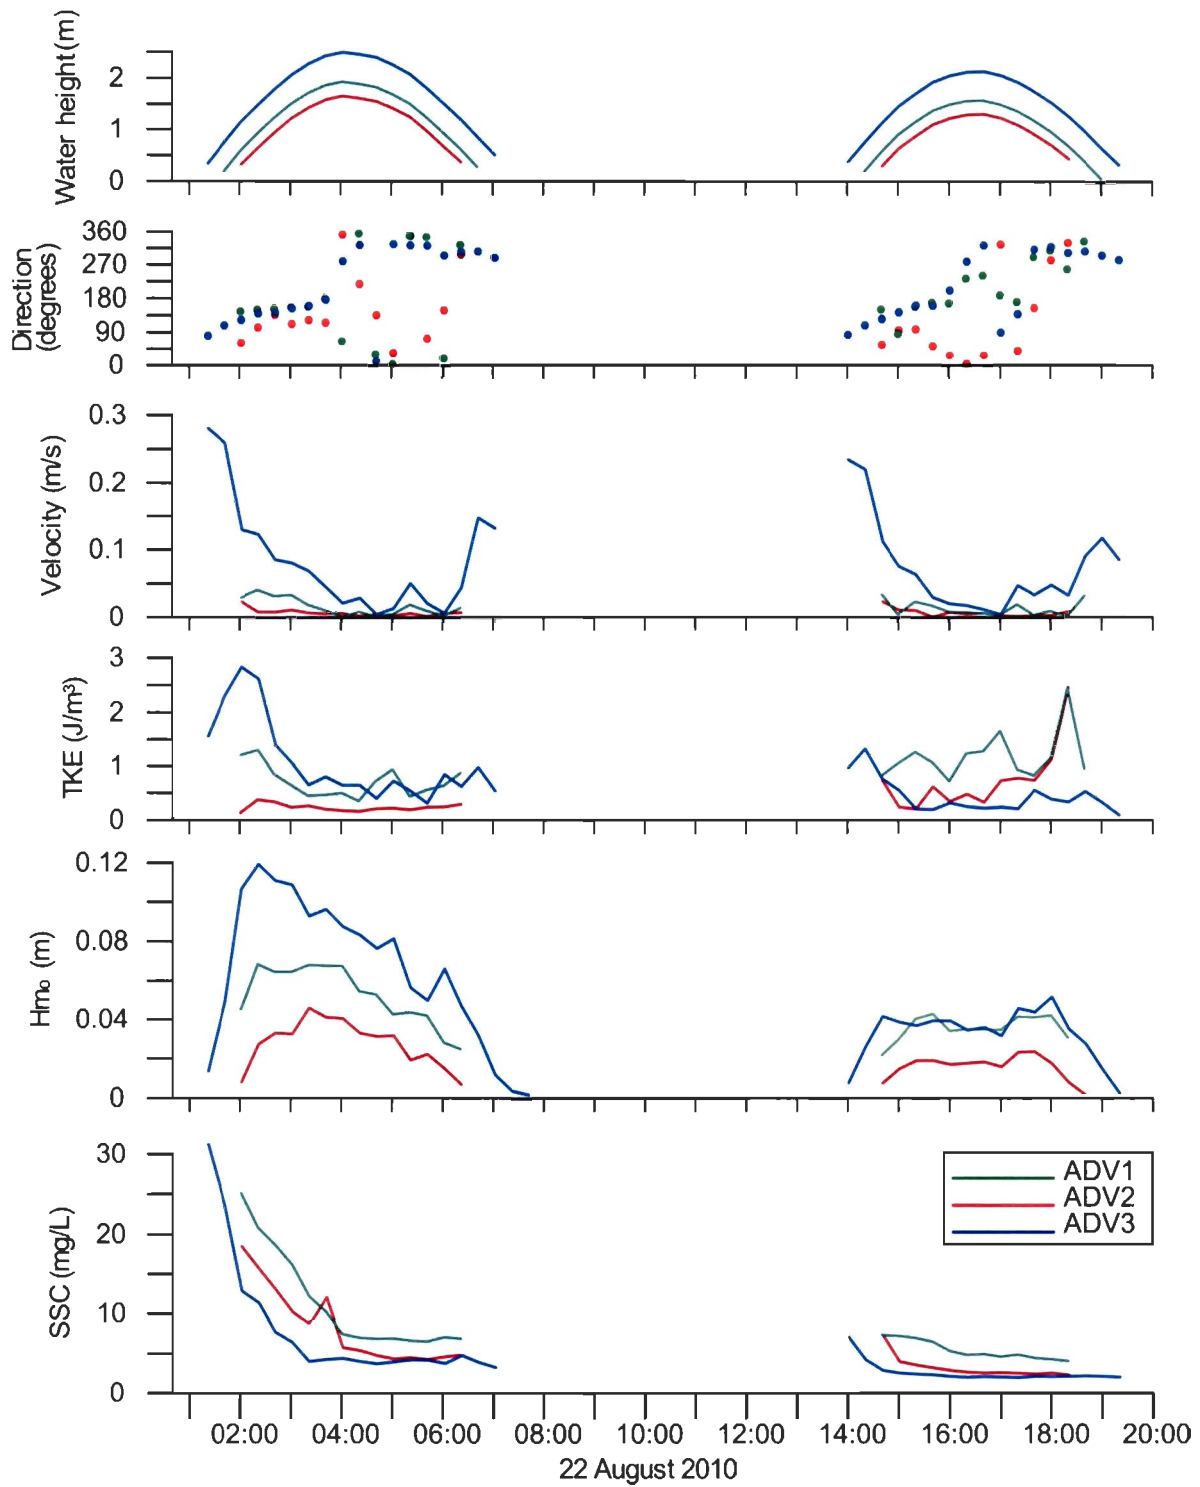 Water height (m)
2
1
0
Direction
(degrees)
360
270
180
90
0
Velocity (m/s)
0.3
0.2
0.1
0
TKE (J/m³)
3
2
1
0
Hm₀ (m)
0.12
0.08
0.04
0
SSC (mg/L)
30
20
10
0
ADV1
ADV2
ADV3
02:00 04:00 06:00 08:00 10:00 12:00 14:00 16:00 18:00 20:00
22 August 2010